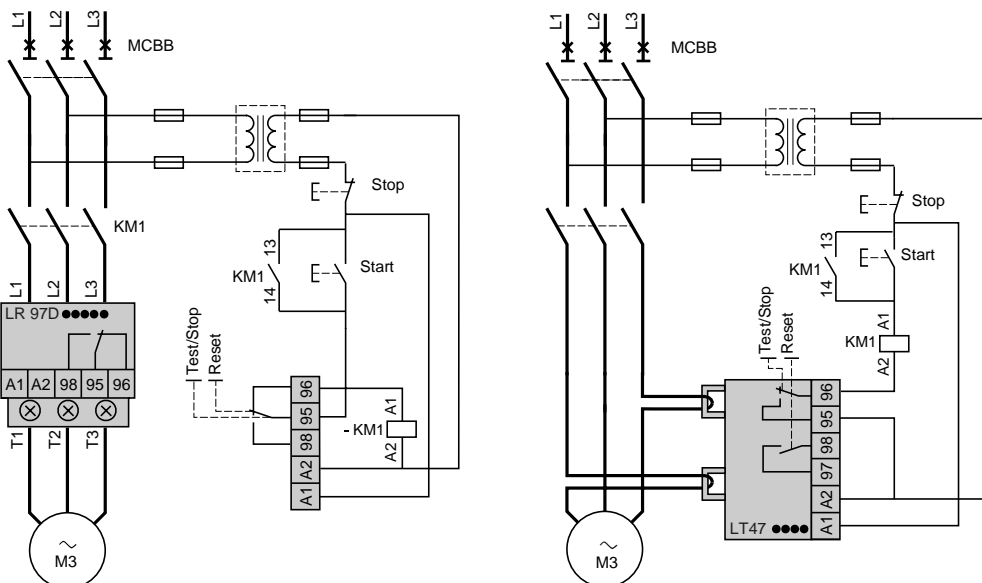 L1 L2 L3
MCBB
Stop
KM1
13
KM1
14
Start
L1 L2 L3
LR 97D ●●●●●
A1 A2 98 95 96
T1 T2 T3
M3
Test/Stop
Reset
96
95
98
A2
A1
A1
- KM1
A2
L1 L2 L3
MCBB
Stop
13
KM1
14
Start
A1
KM1
A2
Test/Stop
Reset
96
95
98
97
A2
A1
LT47 ●●●●
M3